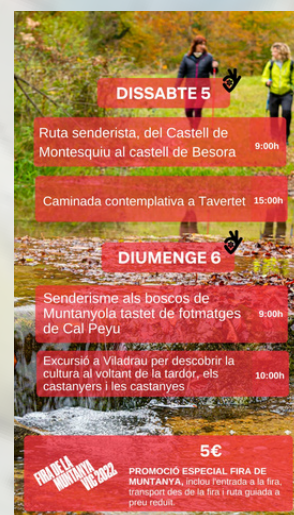 DISSABTE 5
Ruta senderista, del Castell de
Montesquiu al castell de Besora
9:00h
Caminada contemplativa a Tavertet
15:00h
DIUMENGE 6
Senderisme als boscos de
Muntanyola tastet de fotmatges
de Cal Peyu
9:00h
Excursió a Viladrau per descobrir la
cultura al voltant de la tardor, els
castanyers i les castanyes
10:00h
FIRA DE LA
MUNTANYA
VIC 2022
5€
PROMOCIÓ ESPECIAL FIRA DE
MUNTANYA, inclou l'entrada a la fira,
transport des de la fira i ruta guiada a
preu reduït.